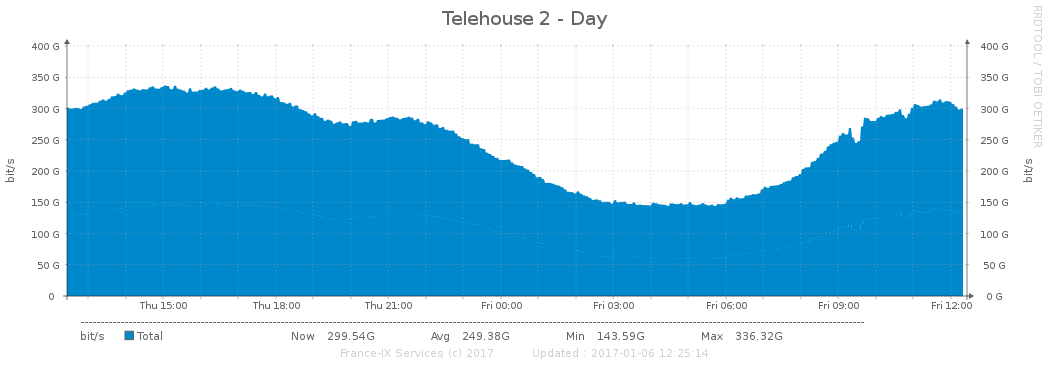 Telehouse 2 - Day
RRDTOOL / TOBI OETIKER
bit/s
bit/s
400 G 400 G
350 G 350 G
300 G 300 G
250 G 250 G
200 G 200 G
150 G 150 G
100 G 100 G
50 G 50 G
0 0 G
Thu 15:00 Thu 18:00 Thu 21:00 Fri 00:00 Fri 03:00 Fri 06:00 Fri 09:00 Fri 12:00
bit/s Total Now 299.54G Avg 249.38G Min 143.59G Max 336.32G
France-IX Services (c) 2017 Updated : 2017-01-06 12:25:14